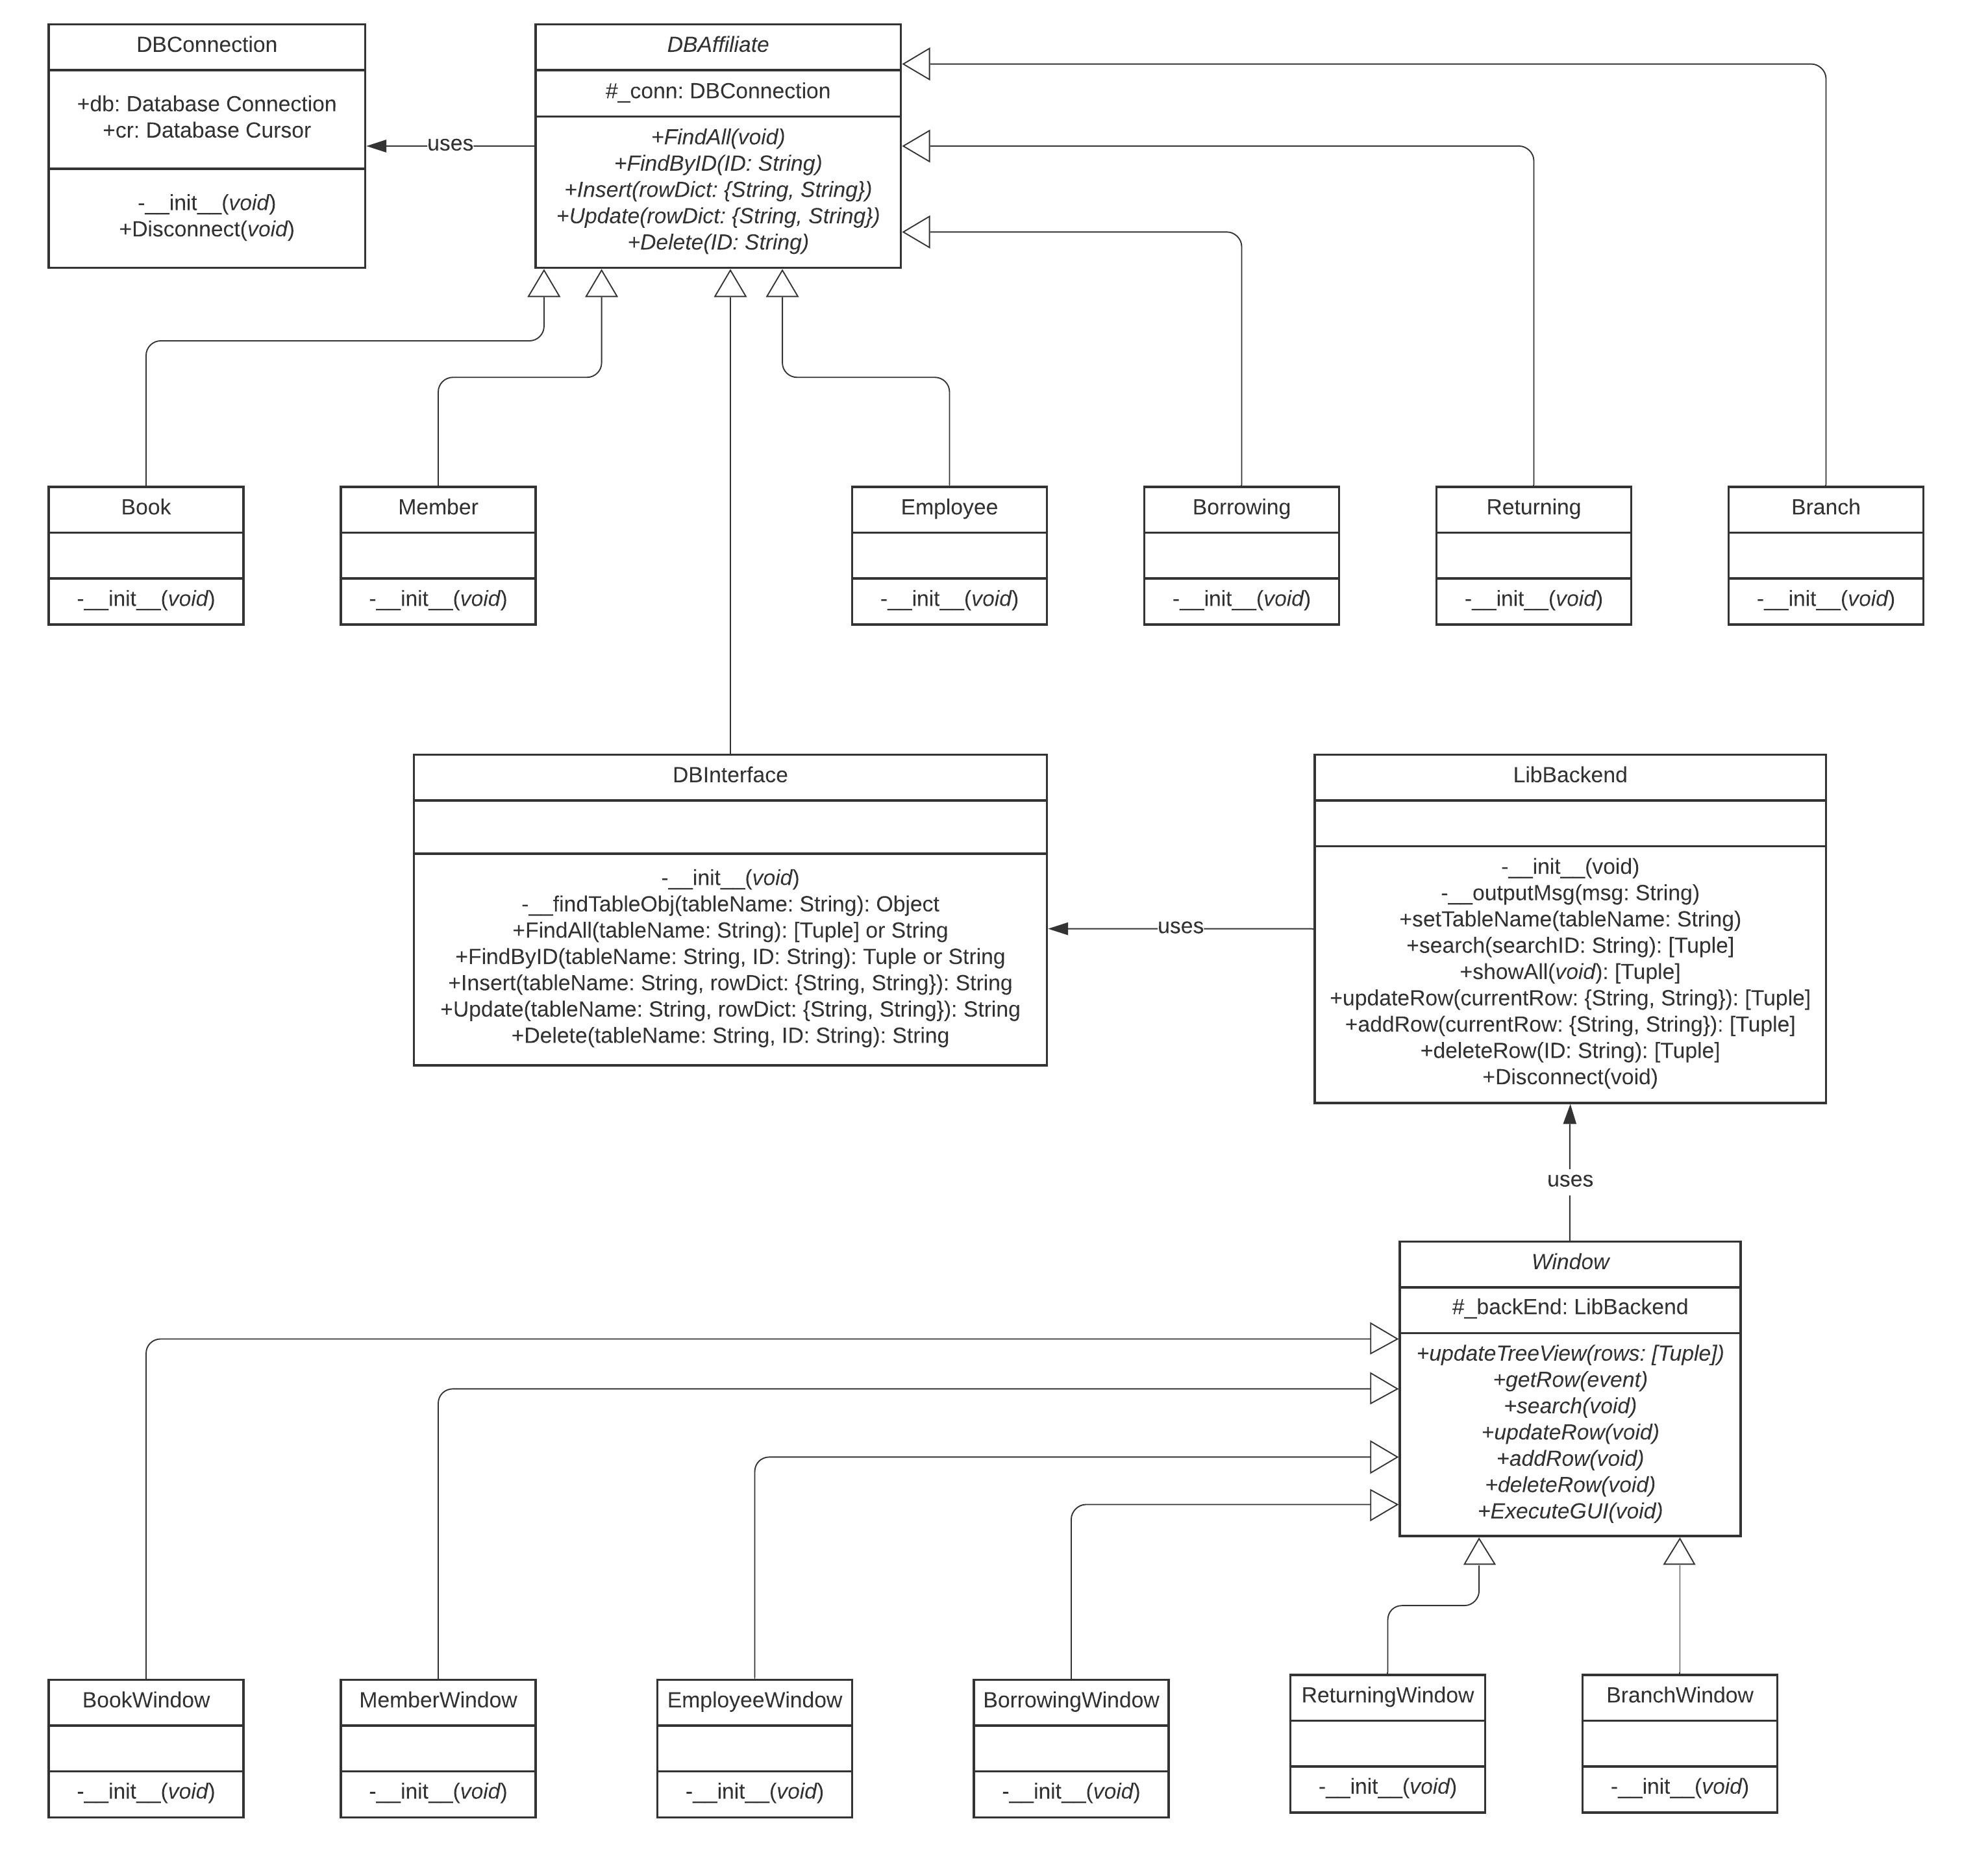 DBConnection
+db: Database Connection
+cr: Database Cursor
-__init__(void)
+Disconnect(void)
uses
DBAffiliate
#_conn: DBConnection
+FindAll(void)
+FindByID(ID: String)
+Insert(rowDict: {String, String})
+Update(rowDict: {String, String})
+Delete(ID: String)
Book
-__init__(void)
Member
-__init__(void)
Employee
-__init__(void)
Borrowing
-__init__(void)
Returning
-__init__(void)
Branch
-__init__(void)
DBInterface
-__init__(void)
-__findTableObj(tableName: String): Object
+FindAll(tableName: String): [Tuple] or String
+FindByID(tableName: String, ID: String): Tuple or String
+Insert(tableName: String, rowDict: {String, String}): String
+Update(tableName: String, rowDict: {String, String}): String
+Delete(tableName: String, ID: String): String
uses
LibBackend
-__init__(void)
-__outputMsg(msg: String)
+setTableName(tableName: String)
+search(searchID: String): [Tuple]
+showAll(void): [Tuple]
+updateRow(currentRow: {String, String}): [Tuple]
+addRow(currentRow: {String, String}): [Tuple]
+deleteRow(ID: String): [Tuple]
+Disconnect(void)
uses
Window
#_backEnd: LibBackend
+updateTreeView(rows: [Tuple])
+getRow(event)
+search(void)
+updateRow(void)
+addRow(void)
+deleteRow(void)
+ExecuteGUI(void)
BookWindow
-__init__(void)
MemberWindow
-__init__(void)
EmployeeWindow
-__init__(void)
BorrowingWindow
-__init__(void)
ReturningWindow
-__init__(void)
BranchWindow
-__init__(void)